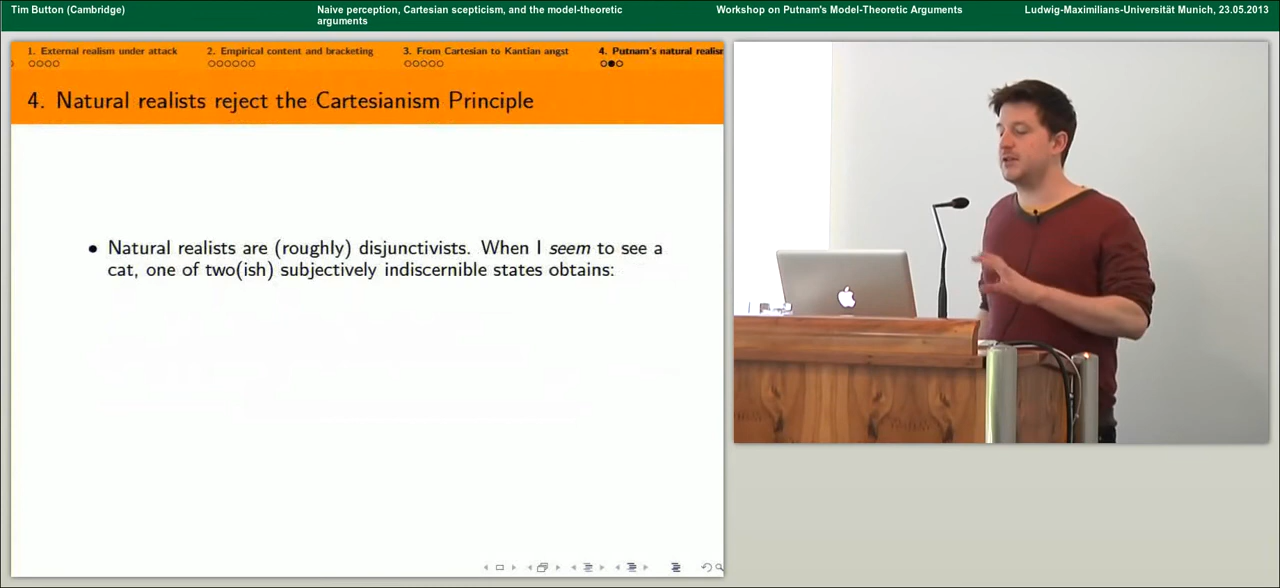 Tim Button (Cambridge)
Naive perception, Cartesian scepticism, and the model-theoretic
arguments
Workshop on Putnam's Model-Theoretic Arguments
Ludwig-Maximilians-Universität Munich, 23.05.2013
1. External realism under attack
2. Empirical content and bracketing
3. From Cartesian to Kantian angst
4. Putnam's natural realism
4. Natural realists reject the Cartesianism Principle
• Natural realists are (roughly) disjunctivists. When I seem to see a
cat, one of two(ish) subjectively indiscernible states obtains: